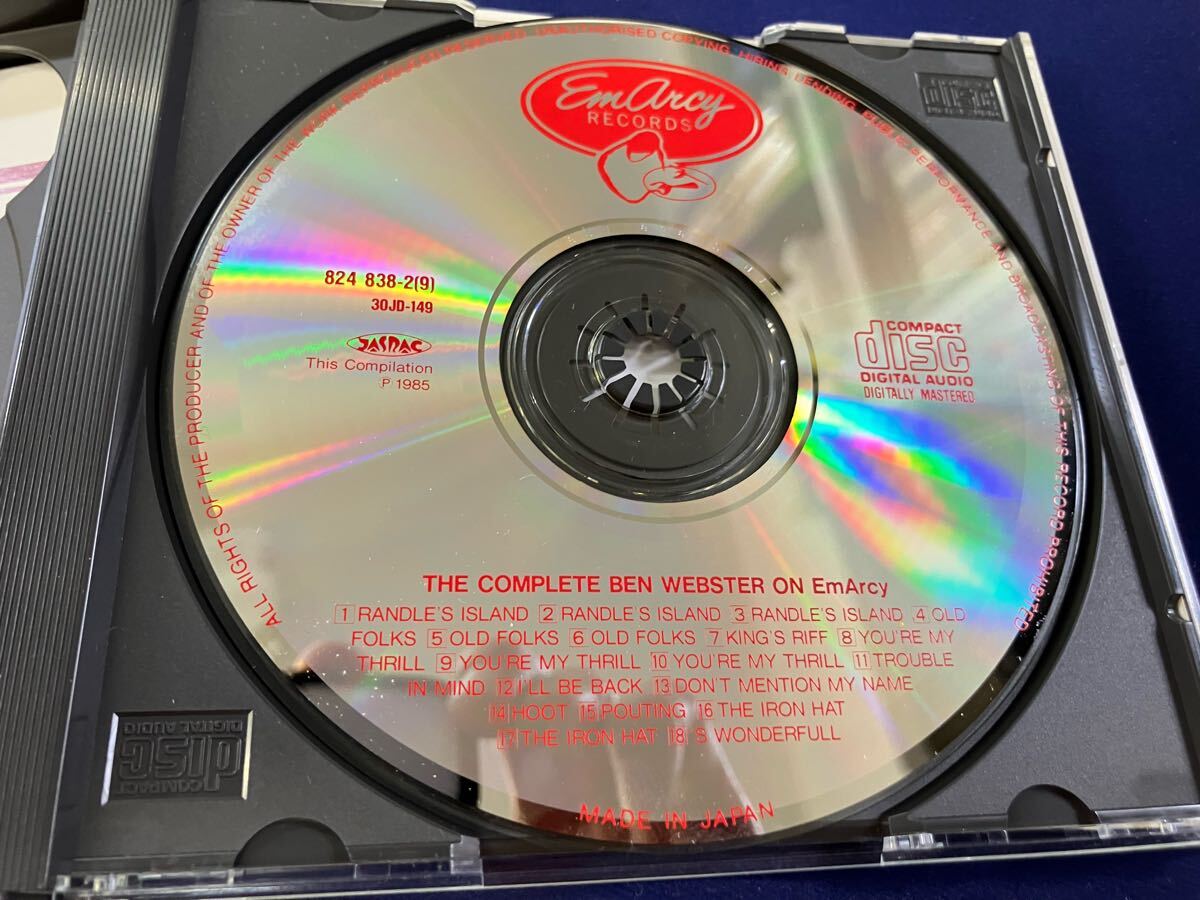 EmArcy
RECORDS
824 838-2(9)
30JD-149
JASRAC
This Compilation
P 1985
COMPACT
disc
DIGITAL AUDIO
DIGITALLY MASTERED
THE COMPLETE BEN WEBSTER ON EmArcy
1 RANDLE'S ISLAND 2 RANDLE'S ISLAND 3 RANDLE'S ISLAND 4 OLD
FOLKS 5 OLD FOLKS 6 OLD FOLKS 7 KING'S RIFF 8 YOU'RE MY
THRILL 9 YOU'RE MY THRILL 10 YOU'RE MY THRILL 11 TROUBLE
IN MIND 12 I'LL BE BACK 13 DON'T MENTION MY NAME
14 HOOT 15 POUTING 16 THE IRON HAT
17 THE IRON HAT 18 S WONDERFULL
MADE IN JAPAN
ALL RIGHTS OF THE PRODUCER AND OF THE OWNER OF THE WORK REPRODUCED RESERVED UNAUTHORISED COPYING, HIRING, LENDING, PUBLIC PERFORMANCE AND BROADCASTING OF THIS RECORD PROHIBITED
COMPACT
disc
DIGITAL AUDIO
disc